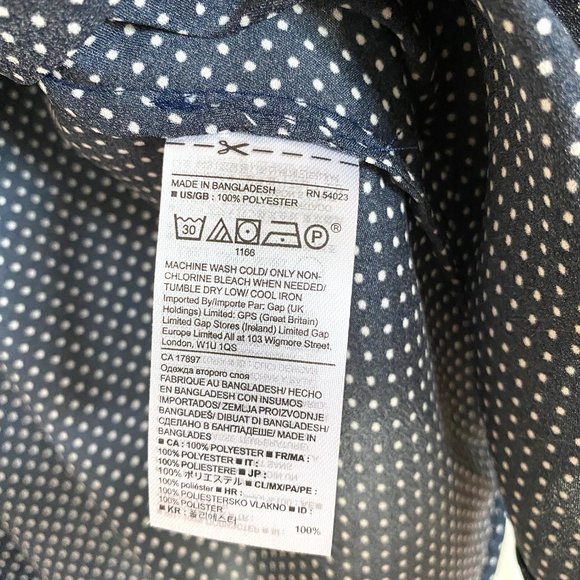 MADE IN BANGLADESH RN 54023
■ US/GB : 100% POLYESTER
30 P ®
1166
MACHINE WASH COLD/ ONLY NON-
CHLORINE BLEACH WHEN NEEDED/
TUMBLE DRY LOW/ COOL IRON
Imported By/Importe Par: Gap (UK
Holdings) Limited: GPS (Great Britain)
Limited Gap Stores (Ireland) Limited Gap
Europe Limited All at 103 Wigmore Street,
London, W1U 1QS
CA 17897
Одежда второго слоя
FABRIQUE AU BANGLADESH/ HECHO
EN BANGLADESH CON INSUMOS
IMPORTADOS/ ZEMLJA PROIZVODNJE
BANGLADEŠ/ DIBUAT DI BANGLADESH/
СДЕЛАНО В БАНГЛАДЕШЕ/ MADE IN
BANGLADES
■ CA : 100% POLYESTER ■ FR/MA :
100% POLYESTER ■ IT :
100% POLIESTERE ■ JP :
100% ポリエステル ■ CL/MX/PA/PE :
100% poliéster ■ HR :
100% POLIESTERSKO VLAKNO ■ ID :
100% POLISTER
■ KR : 폴리에스터 100%